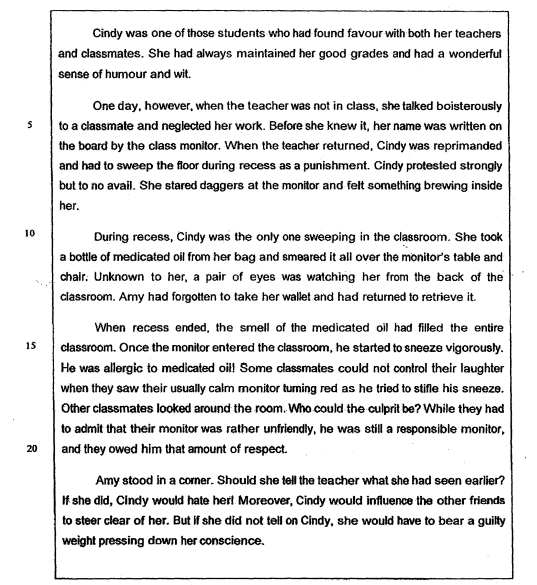 Cindy was one of those students who had found favour with both her teachers
and classmates. She had always maintained her good grades and had a wonderful
sense of humour and wit.
One day, however, when the teacher was not in class, she talked boisterously
5 to a classmate and neglected her work. Before she knew it, her name was written on
the board by the class monitor. When the teacher returned, Cindy was reprimanded
and had to sweep the floor during recess as a punishment. Cindy protested strongly
but to no avail. She stared daggers at the monitor and felt something brewing inside
her.
10 During recess, Cindy was the only one sweeping in the classroom. She took
a bottle of medicated oil from her bag and smeared it all over the monitor's table and
chair. Unknown to her, a pair of eyes was watching her from the back of the
classroom. Amy had forgotten to take her wallet and had returned to retrieve it.
When recess ended, the smell of the medicated oil had filled the entire
15 classroom. Once the monitor entered the classroom, he started to sneeze vigorously.
He was allergic to medicated oil! Some classmates could not control their laughter
when they saw their usually calm monitor turning red as he tried to stifle his sneeze.
Other classmates looked around the room. Who could the culprit be? While they had
to admit that their monitor was rather unfriendly, he was still a responsible monitor,
20 and they owed him that amount of respect.
Amy stood in a corner. Should she tell the teacher what she had seen earlier?
If she did, Cindy would hate her! Moreover, Cindy would influence the other friends
to steer clear of her. But if she did not tell on Cindy, she would have to bear a guilty
weight pressing down her conscience.